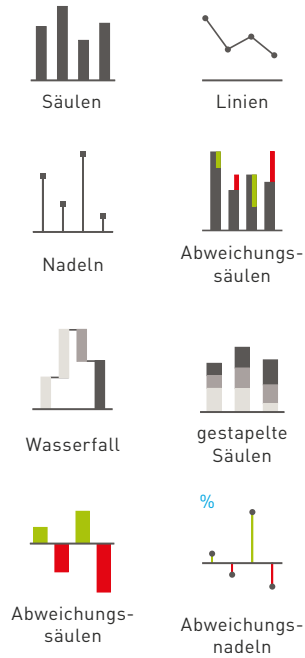 Säulen
Linien
Nadeln
Abweichungs-
säulen
Wasserfall
gestapelte
Säulen
Abweichungs-
säulen
%
Abweichungs-
nadeln